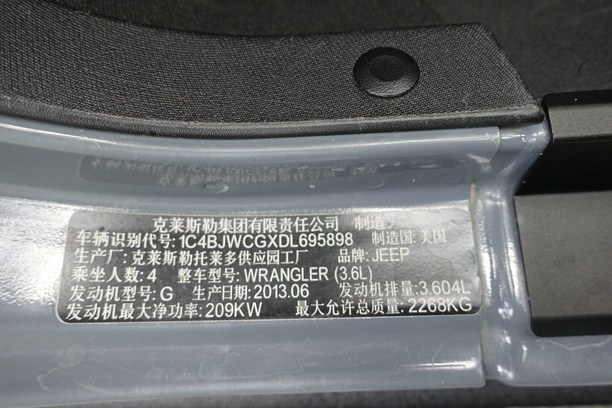 克莱斯勒集团有限责任公司 制造
车辆识别代号: 1C4BJWCGXDL695898 制造国: 美国
生产厂: 克莱斯勒托莱多供应园工厂 品牌: JEEP
乘坐人数: 4 整车型号: WRANGLER (3.6L)
发动机型号: G 生产日期: 2013.06 发动机排量: 3.604L
发动机最大净功率: 209KW 最大允许总质量: 2268KG